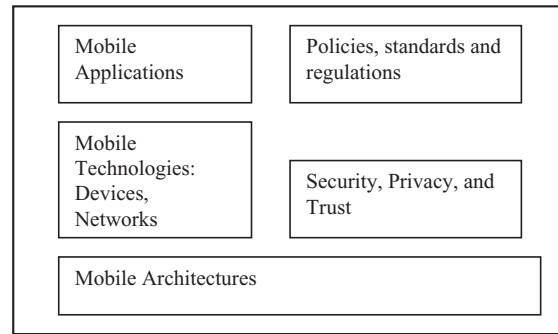 Mobile
Applications
Policies, standards and
regulations
Mobile
Technologies:
Devices,
Networks
Security, Privacy, and
Trust
Mobile Architectures